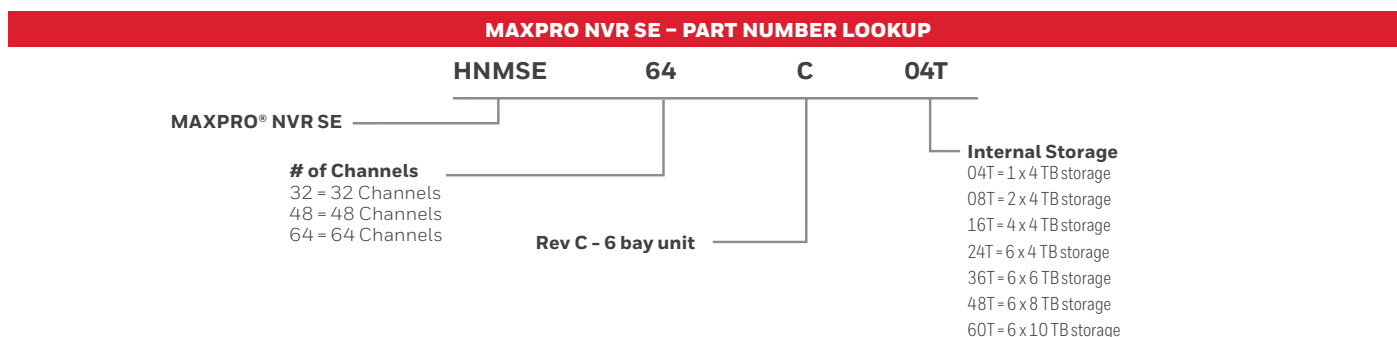 MAXPRO NVR SE – PART NUMBER LOOKUP
HNMSE 64 C 04T
MAXPRO® NVR SE
# of Channels
32 = 32 Channels
48 = 48 Channels
64 = 64 Channels
Rev C - 6 bay unit
Internal Storage
04T = 1 x 4 TB storage
08T = 2 x 4 TB storage
16T = 4 x 4 TB storage
24T = 6 x 4 TB storage
36T = 6 x 6 TB storage
48T = 6 x 8 TB storage
60T = 6 x 10 TB storage